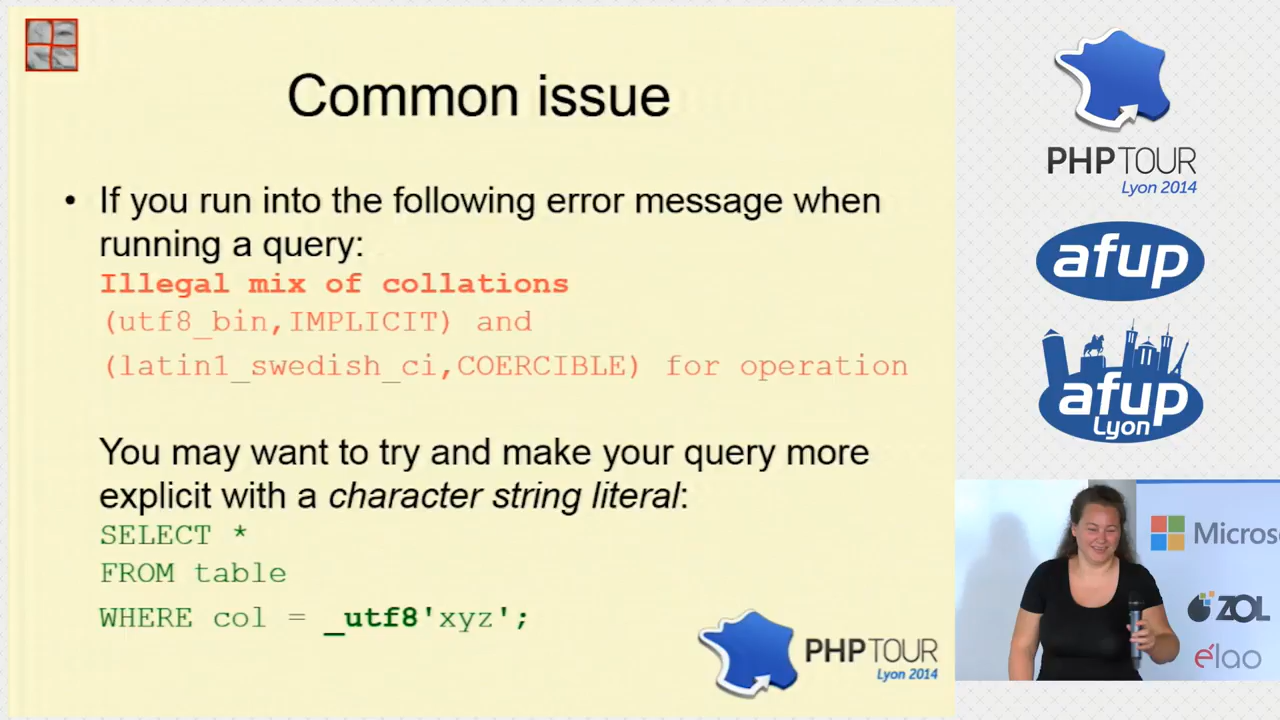 Common issue
• If you run into the following error message when
running a query:
Illegal mix of collations
(utf8_bin,IMPLICIT) and
(latin1_swedish_ci,COERCIBLE) for operation
You may want to try and make your query more
explicit with a character string literal:
SELECT *
FROM table
WHERE col = _utf8'xyz';
PHPTOUR
Lyon 2014
PHPTOUR
Lyon 2014
afup
afup
Lyon
Micros
ZOL
élao